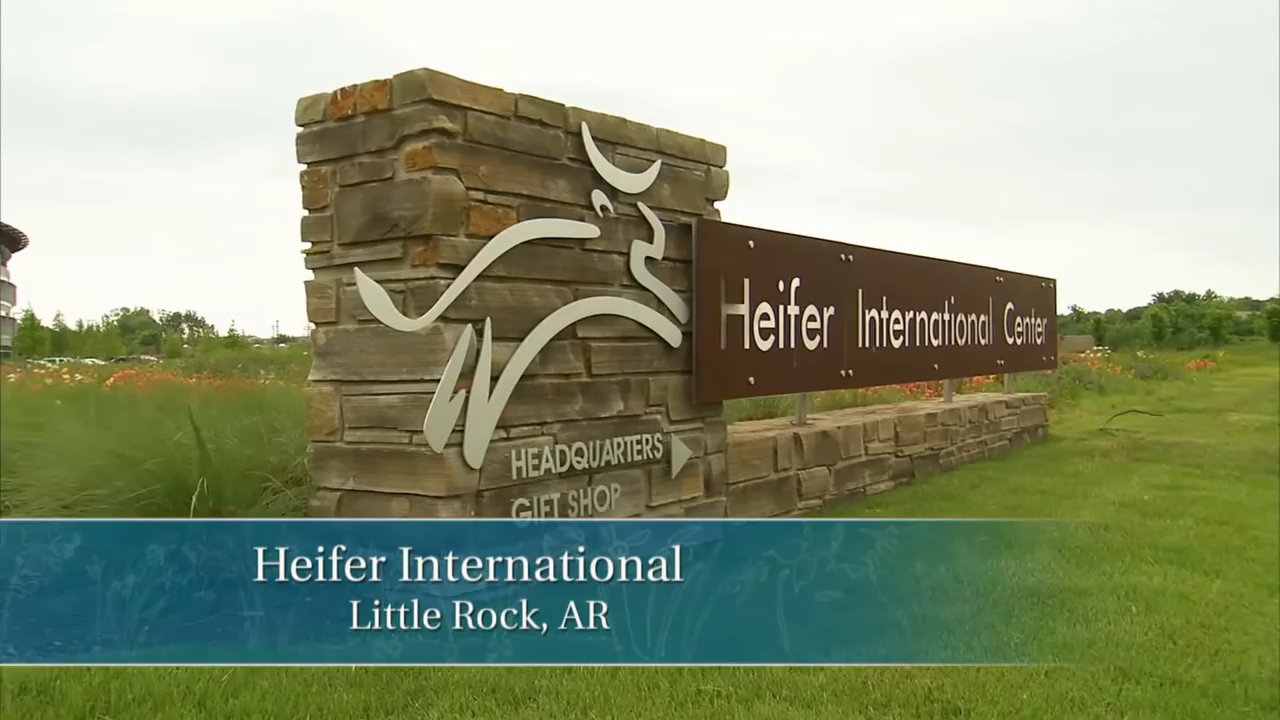 Heifer International Center
HEADQUARTERS
GIFT SHOP
Heifer International
Little Rock, AR